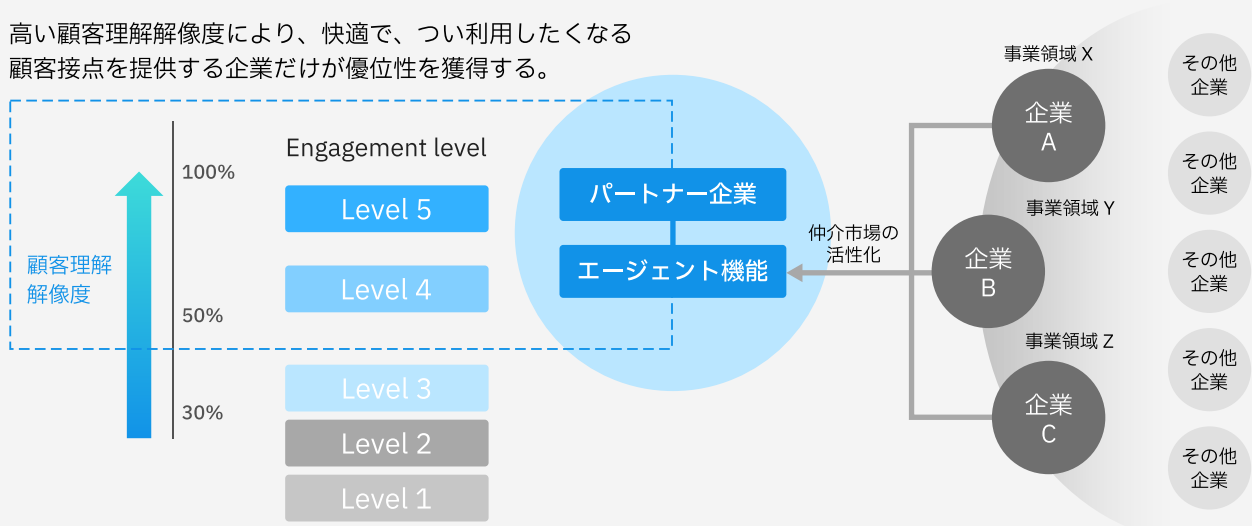 高い顧客理解解像度により、快適で、つい利用したくなる
顧客接点を提供する企業だけが優位性を獲得する。
Engagement level
100%
50%
30%
顧客理解
解像度
Level 5
Level 4
Level 3
Level 2
Level 1
パートナー企業
エージェント機能
仲介市場の
活性化
事業領域 X
企業
A
事業領域 Y
企業
B
事業領域 Z
企業
C
その他
企業
その他
企業
その他
企業
その他
企業
その他
企業